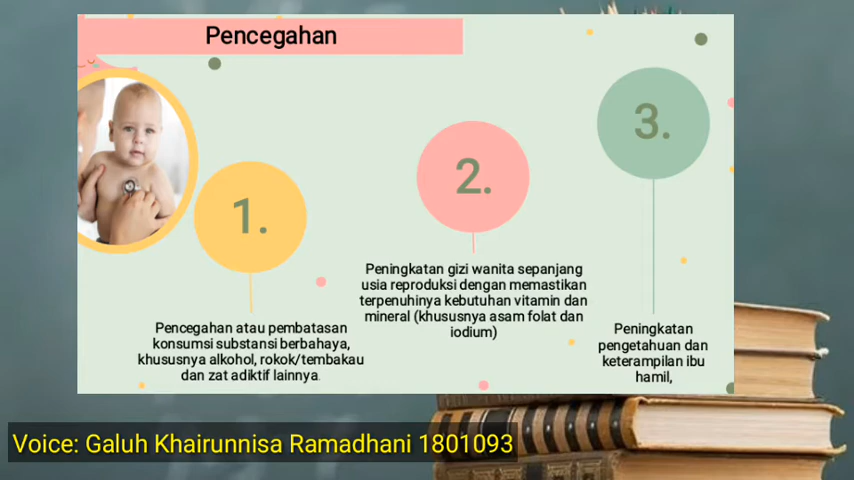 Pencegahan
1.
Pencegahan atau pembatasan
konsumsi substansi berbahaya,
khususnya alkohol, rokok/tembakau
dan zat adiktif lainnya.
2.
Peningkatan gizi wanita sepanjang
usia reproduksi dengan memastikan
terpenuhinya kebutuhan vitamin dan
mineral (khususnya asam folat dan
iodium)
3.
Peningkatan
pengetahuan dan
keterampilan ibu
hamil,
Voice: Galuh Khairunnisa Ramadhani 1801093